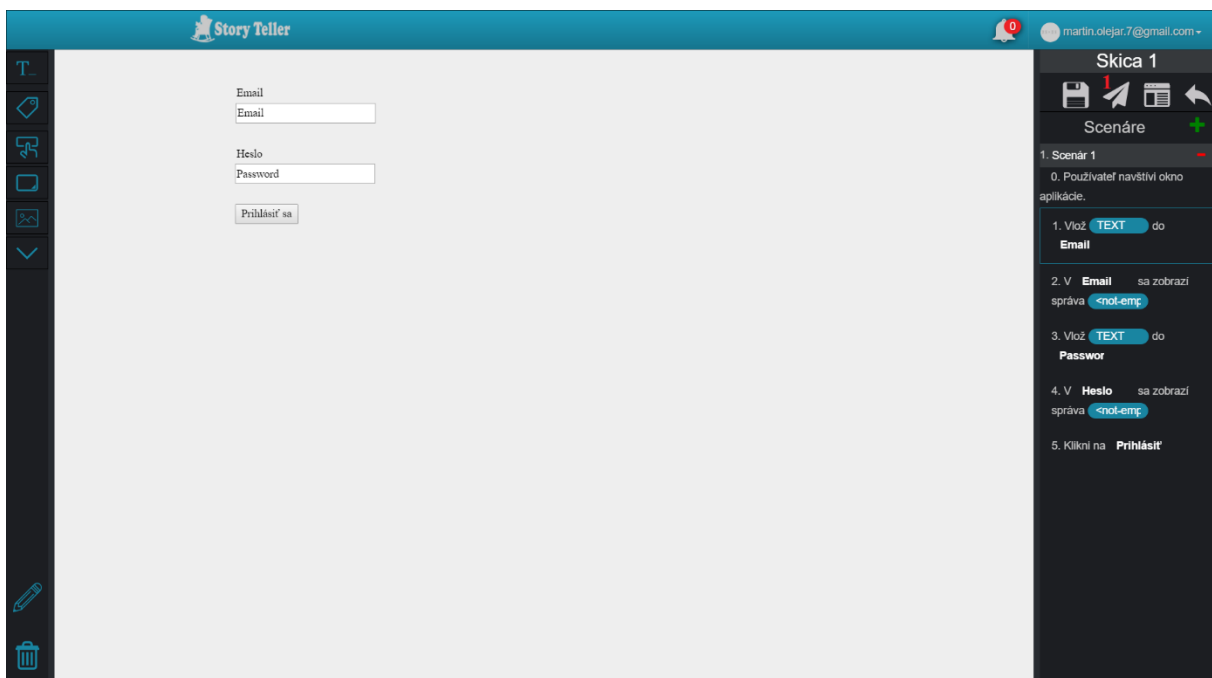 Story Teller
0
martin.olejar.7@gmail.com
T_
Skica 1
1
Scenáre
1. Scenár 1
0. Používateľ navštívi okno
aplikácie.
1. Vlož TEXT do
Email
2. V Email sa zobrazí
správa <not-emp
3. Vlož TEXT do
Passwor
4. V Heslo sa zobrazí
správa <not-emp
5. Klikni na Prihlásiť
Email
Email
Heslo
Password
Prihlásiť sa